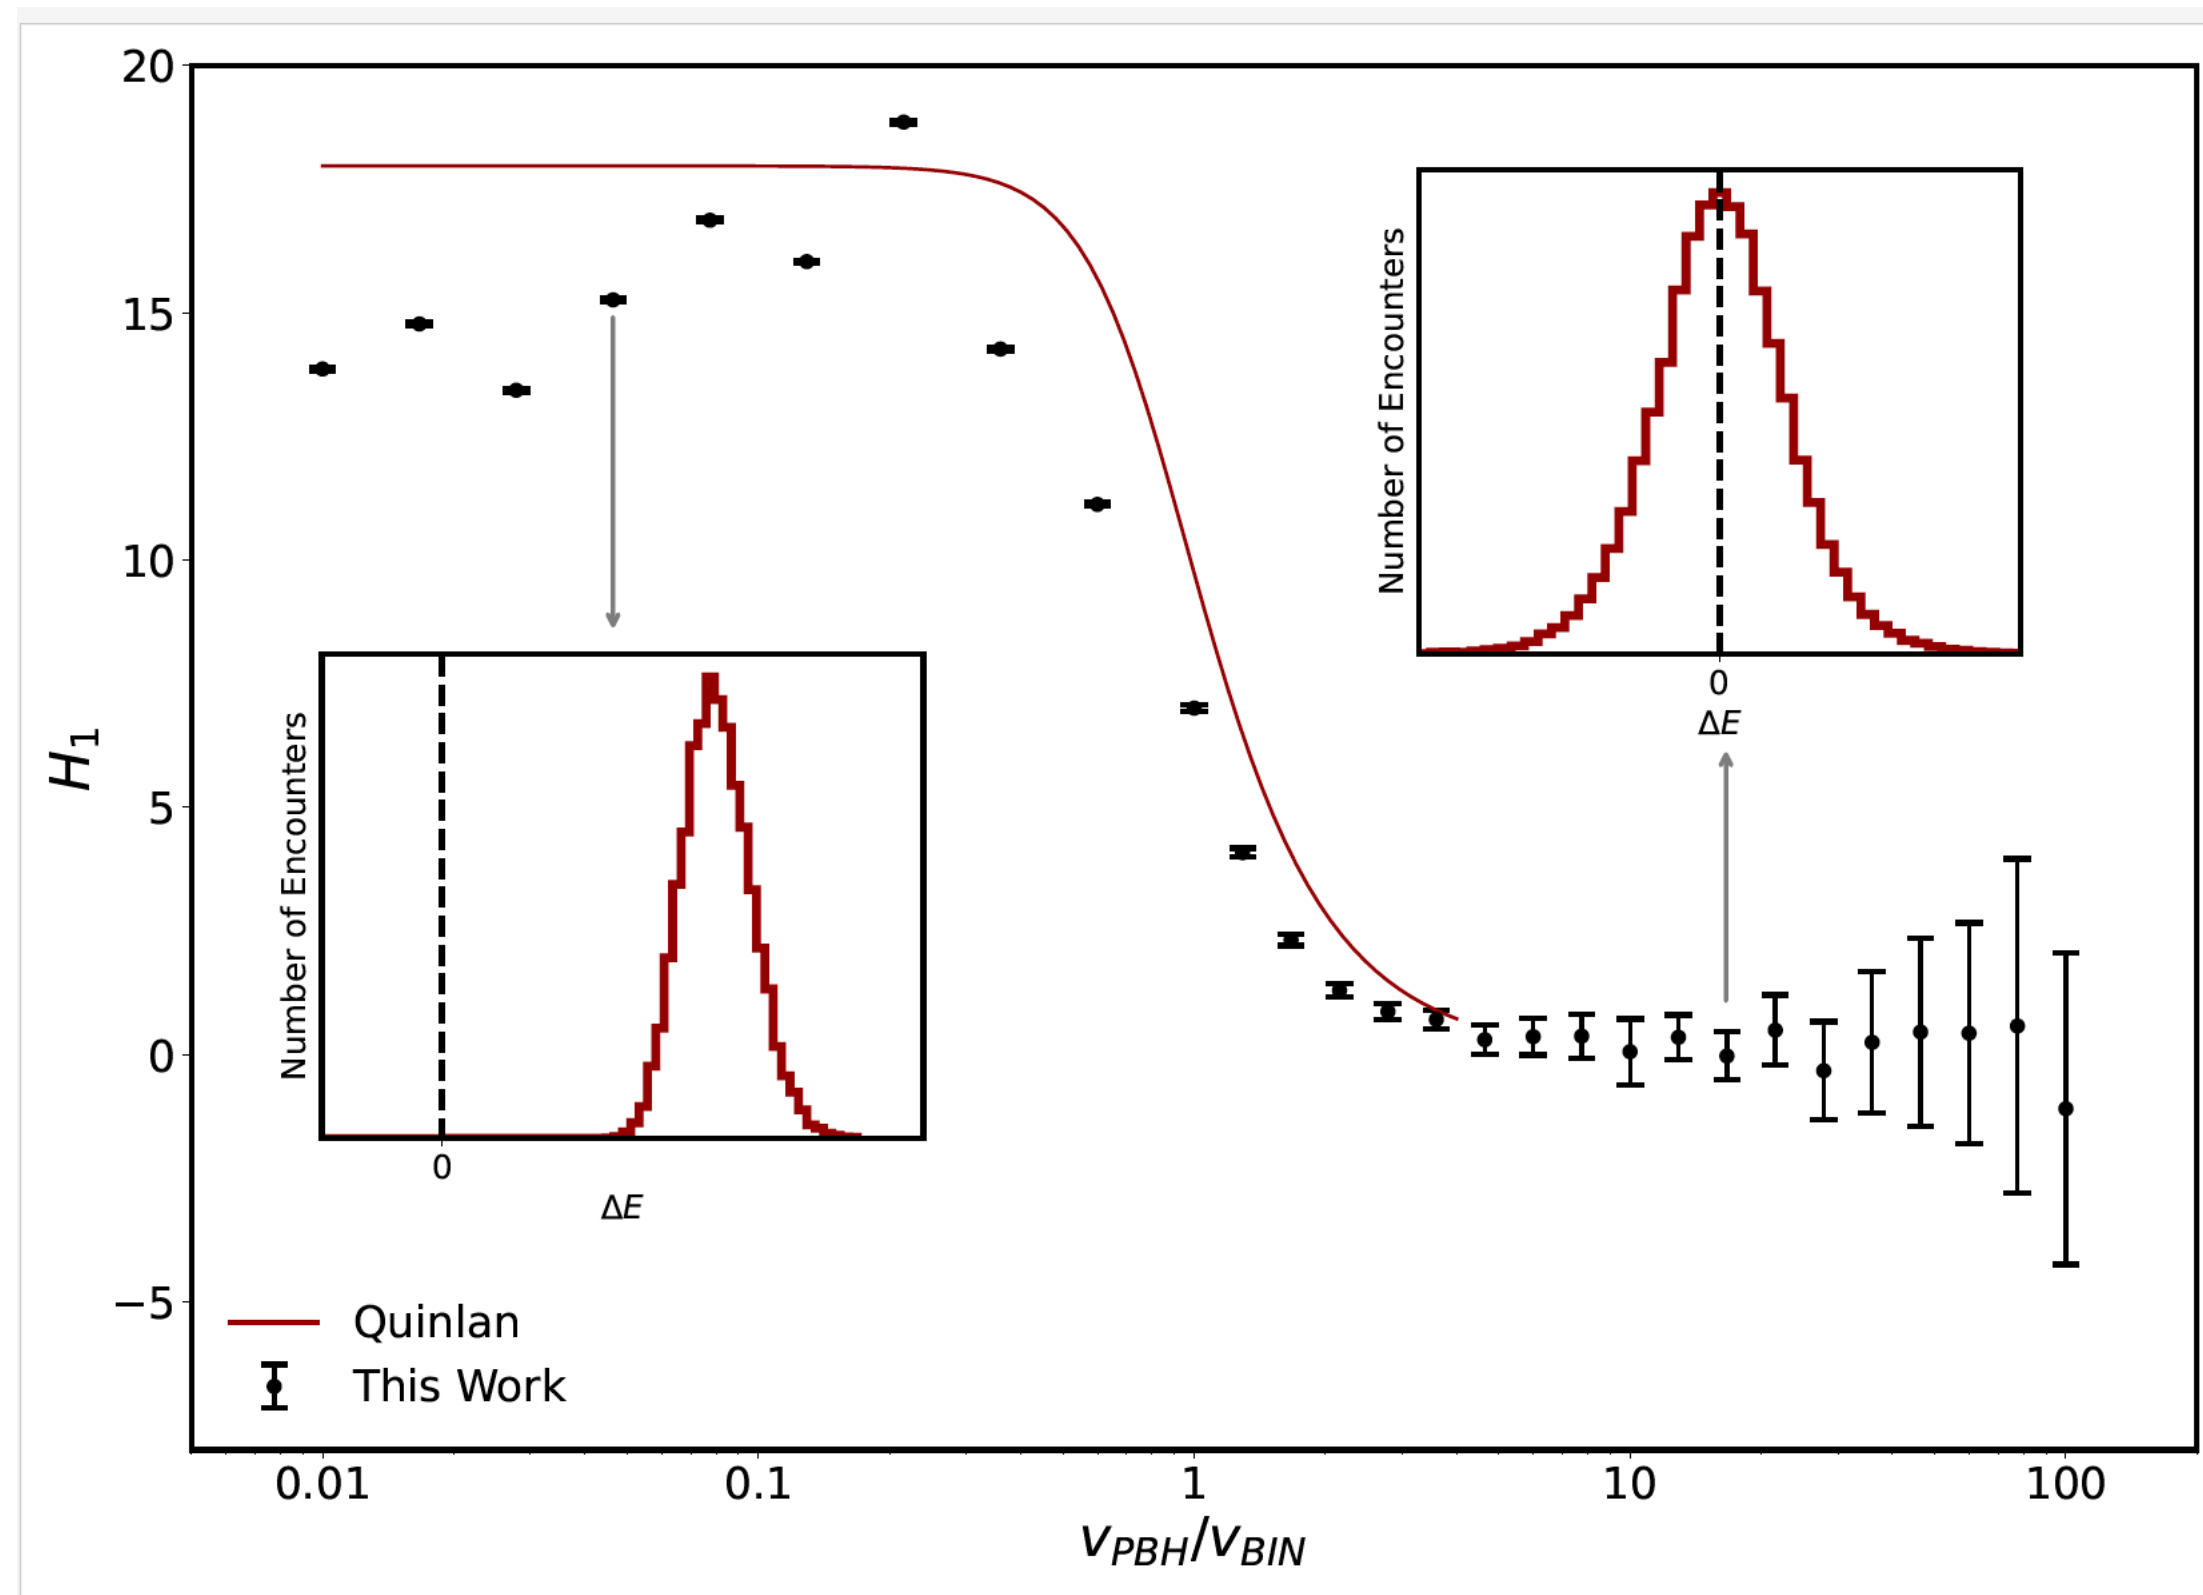 20
15
10
5
0
−5
H1
0.01
0.1
1
10
100
vPBH/vBIN
Number of Encounters
0
ΔE
Number of Encounters
0
ΔE
Quinlan
This Work